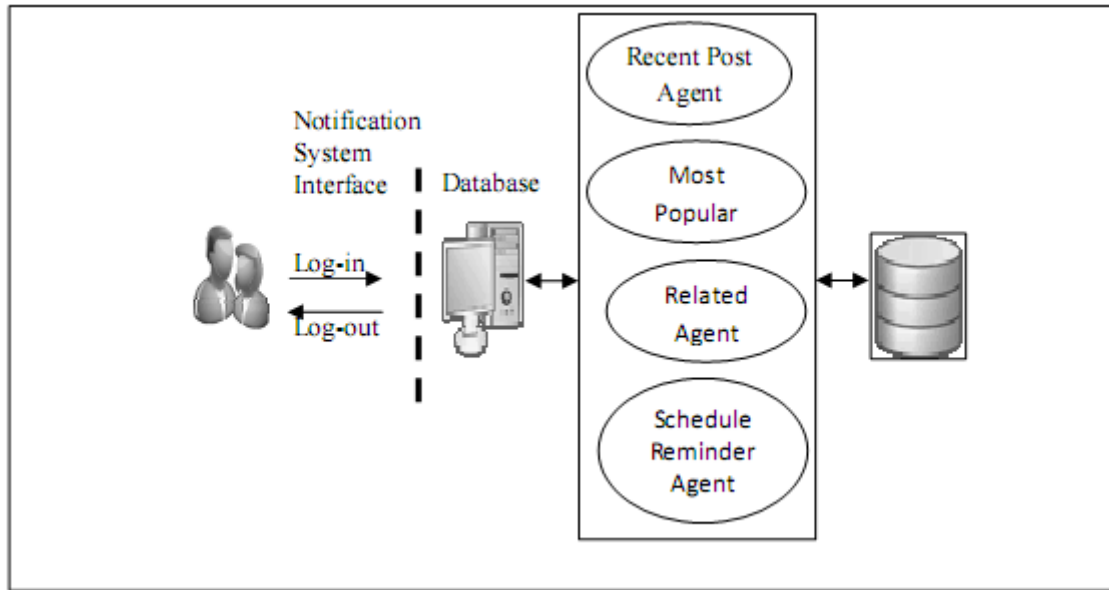 Notification
System
Interface
Log-in
Log-out
Database
Recent Post
Agent
Most
Popular
Related
Agent
Schedule
Reminder
Agent